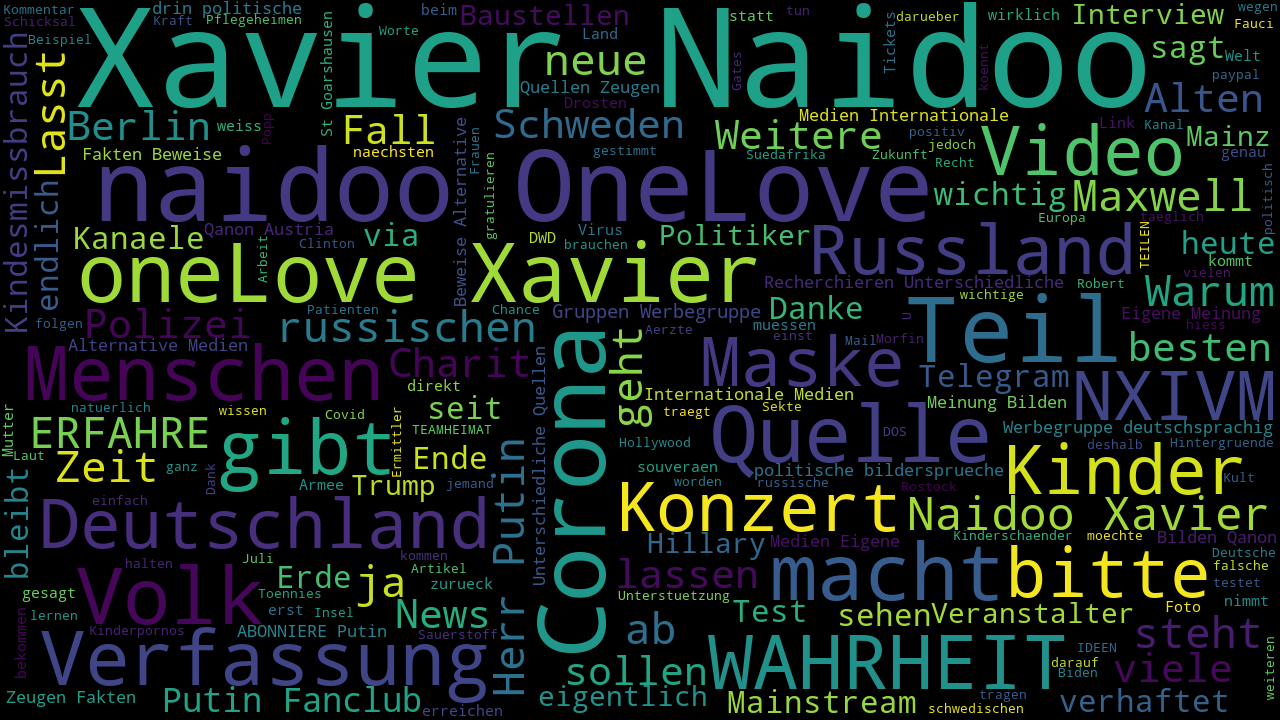 Kommentar
Schicksal
Beispiel
drin politische
Kraft
Pflegeheimen
Xavier Naidoo
Worte
beim
Baustellen
Land
neue
Quellen Zeugen
Drosten
statt
tun
Gates
darueber
Tickets
wirklich
koennt
Interview
wegen
Fauci
sagt
Welt
paypal
Alten
Kindesmissbrauch
Lasst
Berlin
weiss
Popp
St Goarshausen
Fall
naechsten
Fakten Beweise
Schweden
gestimmt
Frauen
Beweise Alternative
gratulieren
Medien Internationale
Weitere
Suedafrika
positiv
jedoch
Zukunft
Recht
Video
Link
Kanal
Mainz
genau
endlich
naidoo
OneLove
wichtig
Maxwell
Europa
taeglich
politisch
Kanaele
Qanon Austria
Clinton
via
Arbeit
DWD
Virus
brauchen
Politiker
Russland
TEILEN
heute
kommt
vielen
oneLove
Xavier
Recherchieren Unterschiedliche
wichtige
Robert
Warum
folgen
Polizei
Patienten
russischen
Chance
Gruppen Werbegruppe
Aerzte
Danke
muessen
einst
Mail
Morfin
U
Teil
Eigene Meinung
hiess
besten
Alternative Medien
Menschen
Charit
direkt
Unterschiedliche Quellen
Corona
geht
Maske
Telegram
NXIVM
Internationale Medien
traegt
Sekte
Meinung Bilden
Mutter
natuerlich
wissen
Covid
Ermittler
seit
TEAMHEIMAT
Laut
ERFAHRE
gibt
Hollywood
Quelle
DOS
Werbegruppe deutschsprachig
deshalb
Hintergruende
Zeit
ganz
Dank
Armee
Ende
Trump
jemand
souveraen
worden
politische bildersprueche
russische
Rostock
Kinder
Kult
bleibt
einfach
Deutschland
Herr Putin
Konzert
Naidoo Xavier
halten
Juli
kommen
Artikel
Hillary
Medien Eigene
Kinderschaender
moechte
Bilden Qanon
Deutsche
falsche
gesagt
Volk
Toennies
Erde
ja
zurueck
lassen
Unterstuetzung
macht
bitte
testet
nimmt
lernen
erst
Insel
News
ab
Test
sehen
Veranstalter
Foto
bekommen
Kinderpornos
ABONNIERE Putin
Sauerstoff
steht
IDEEN
Verfassung
sollen
WAHRHEIT
darauf
Biden
viele
weiteren
Zeugen Fakten
Putin Fanclub
erreichen
eigentlich
Mainstream
schwedischen
tragen
verhaftet